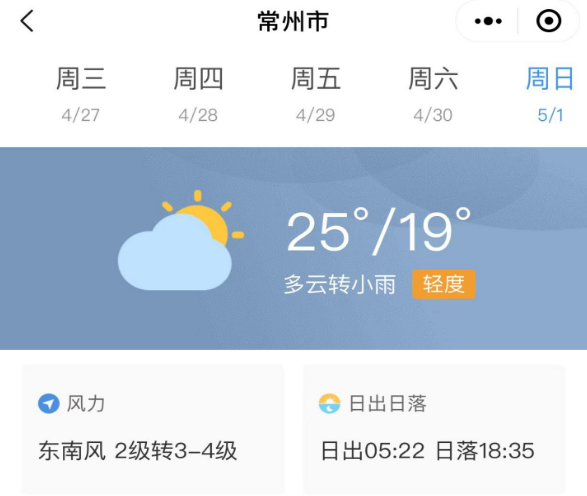 常州市
周三 周四 周五 周六 周日
4/27 4/28 4/29 4/30 5/1
25°/19°
多云转小雨 轻度
风力 日出日落
东南风 2级转3-4级 日出05:22 日落18:35